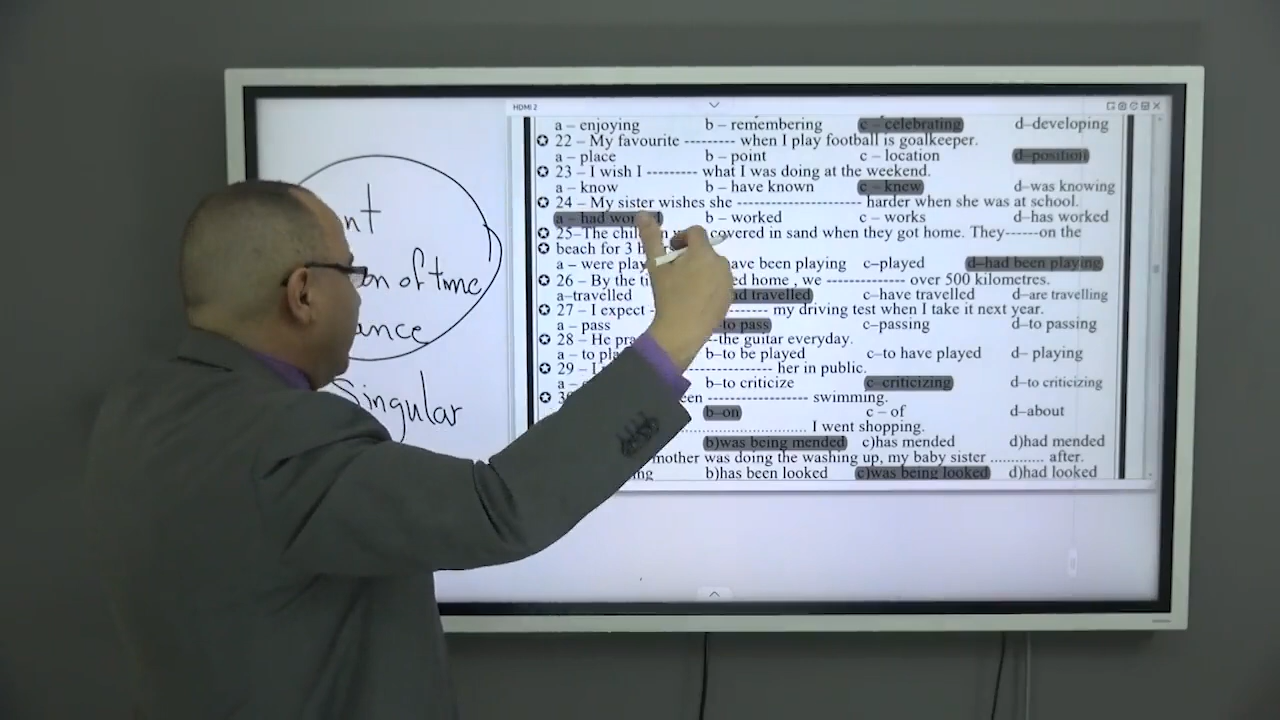 HDMI 2
a – enjoying b – remembering c – celebrating d–developing
✪ 22 – My favourite -------- when I play football is goalkeeper.
a – place b – point c – location d–position
✪ 23 – I wish I -------- what I was doing at the weekend.
a – know b – have known c – knew d–was knowing
✪ 24 – My sister wishes she -------------------- harder when she was at school.
a – had b – worked c – works d–has worked
✪ 25–The covered in sand when they got home. They------on the
✪ beach for 3
a – were have been playing c–played d–had been playing
✪ 26 – By the home , we ------------ over 500 kilometres.
a–travelled travelled c–have travelled d–are travelling
✪ 27 – I expect my driving test when I take it next year.
a – pass to pass c–passing d–to passing
✪ 28 – He the guitar everyday.
a – to b–to be played c–to have played d– playing
✪ 29 – her in public.
a – b–to criticize c–criticizing d–to criticizing
swimming.
b–on c – of d–about
I went shopping.
b)was being mended c)has mended d)had mended
mother was doing the washing up, my baby sister ............. after.
b)has been looked c)was being looked d)had looked
of time
Singular